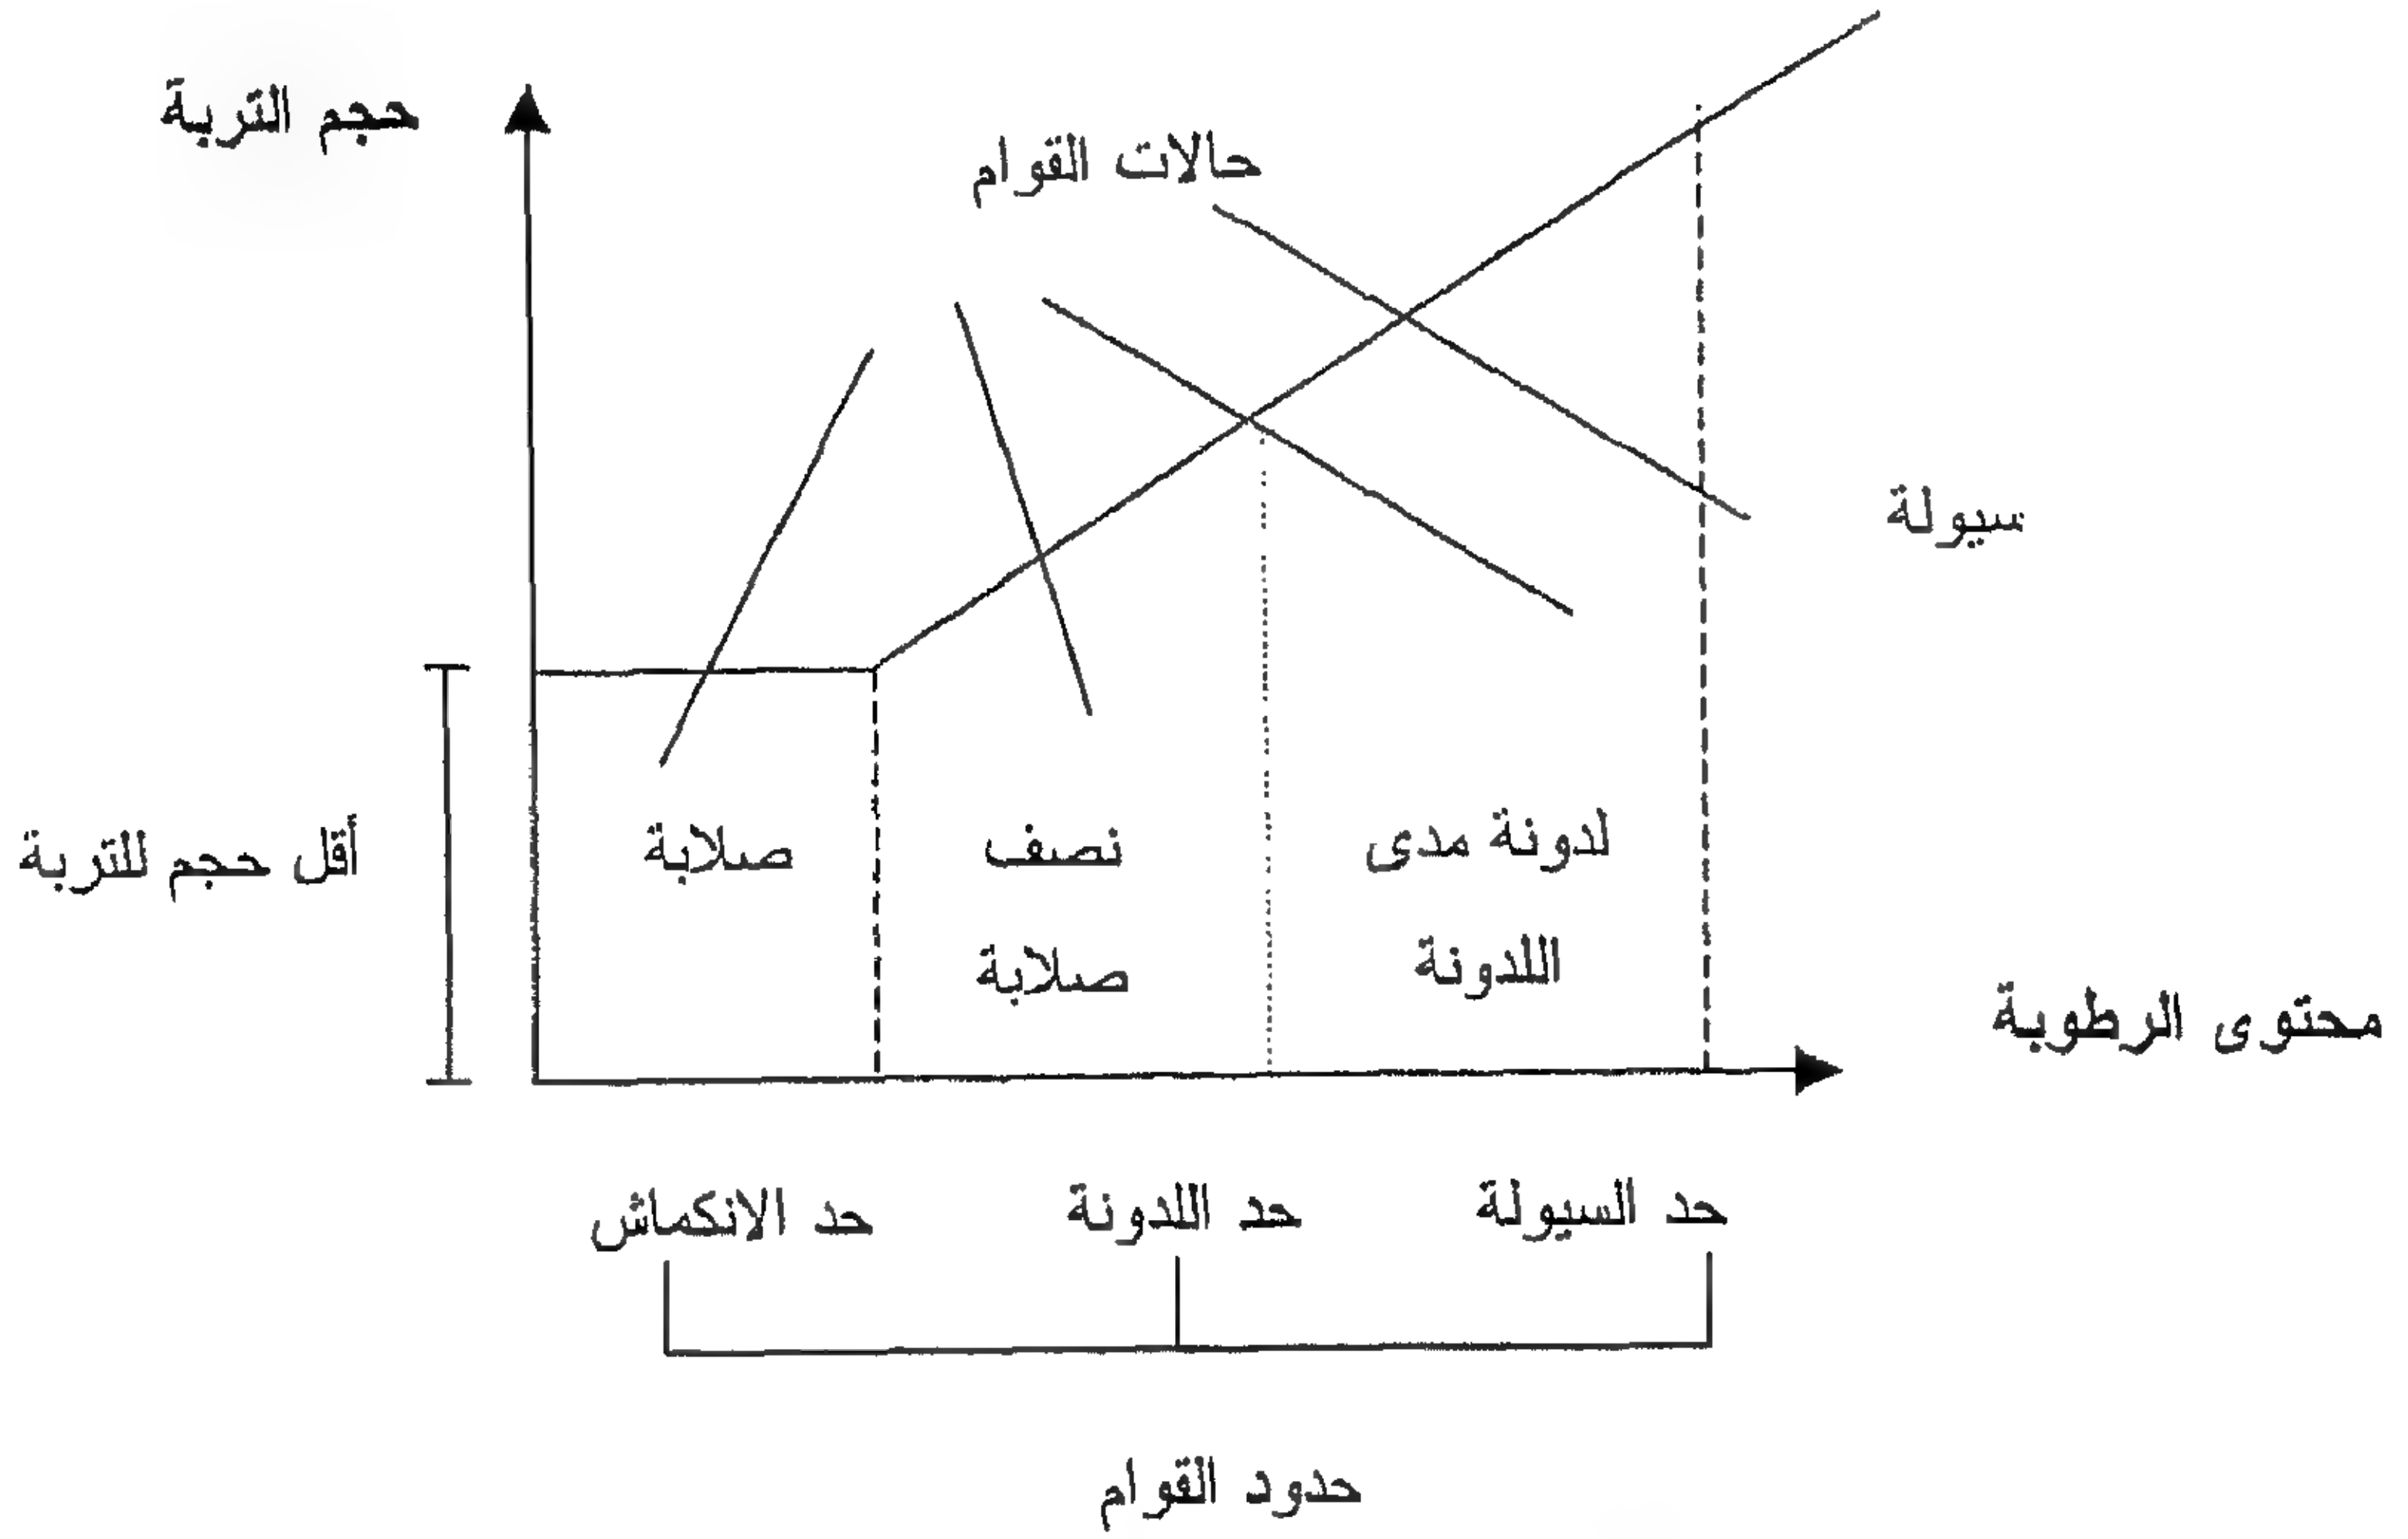 حجم التربة
حالات القوام
سيولة
أقل حجم للتربة
صلابة
نصف
صلابة
لدونة مدى
اللدونة
محتوى الرطوبة
حد الانكماش
حد اللدونة
حد السيولة
حدود القوام